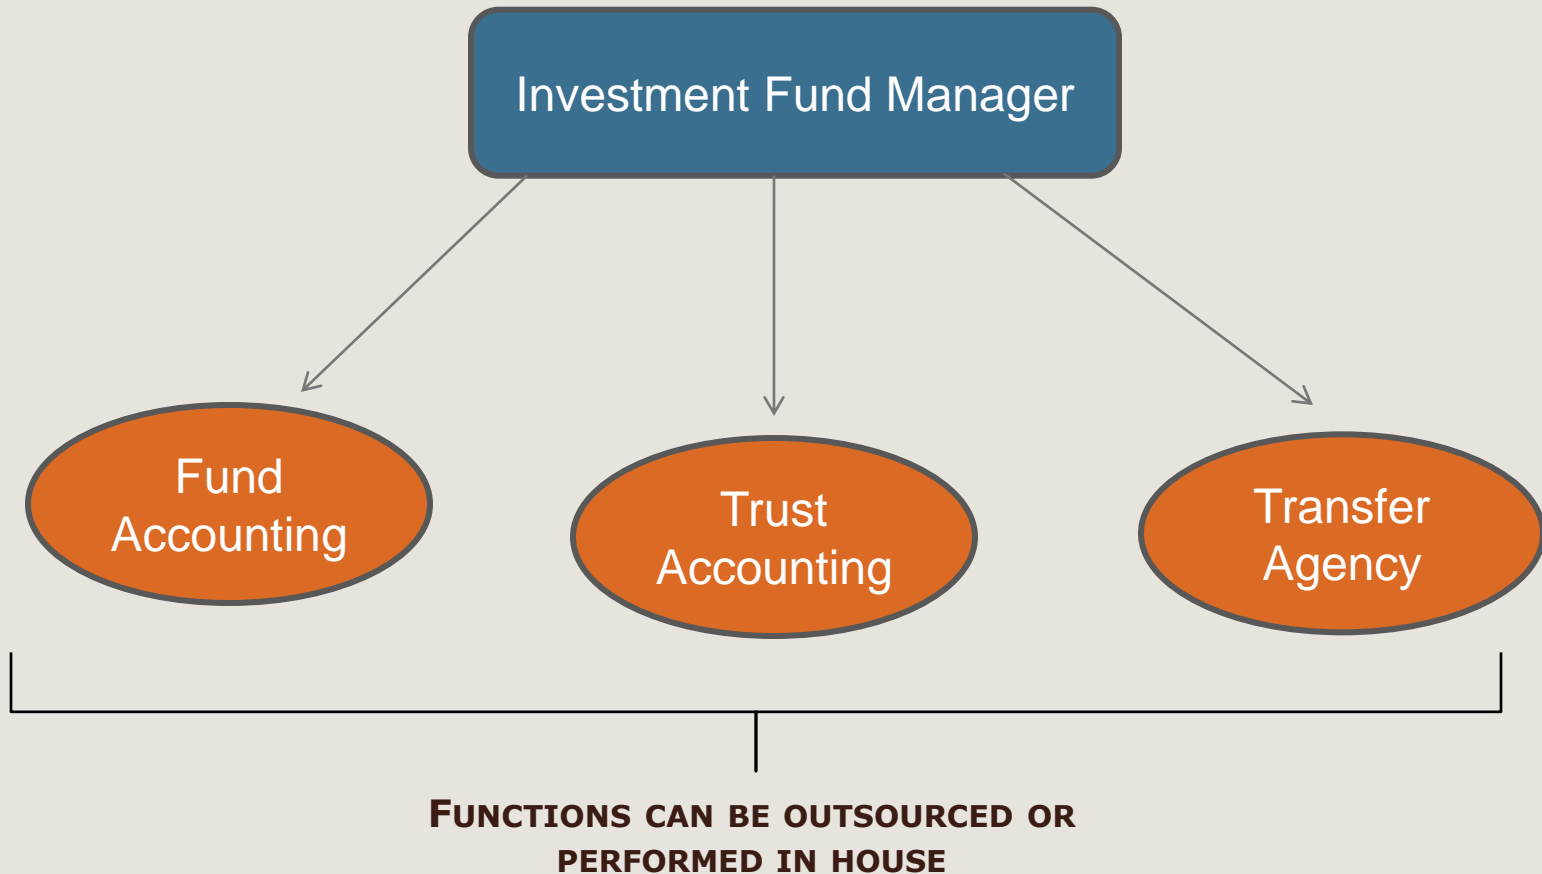 Investment Fund Manager
Fund
Accounting
Trust
Accounting
Transfer
Agency
FUNCTIONS CAN BE OUTSOURCED OR
PERFORMED IN HOUSE